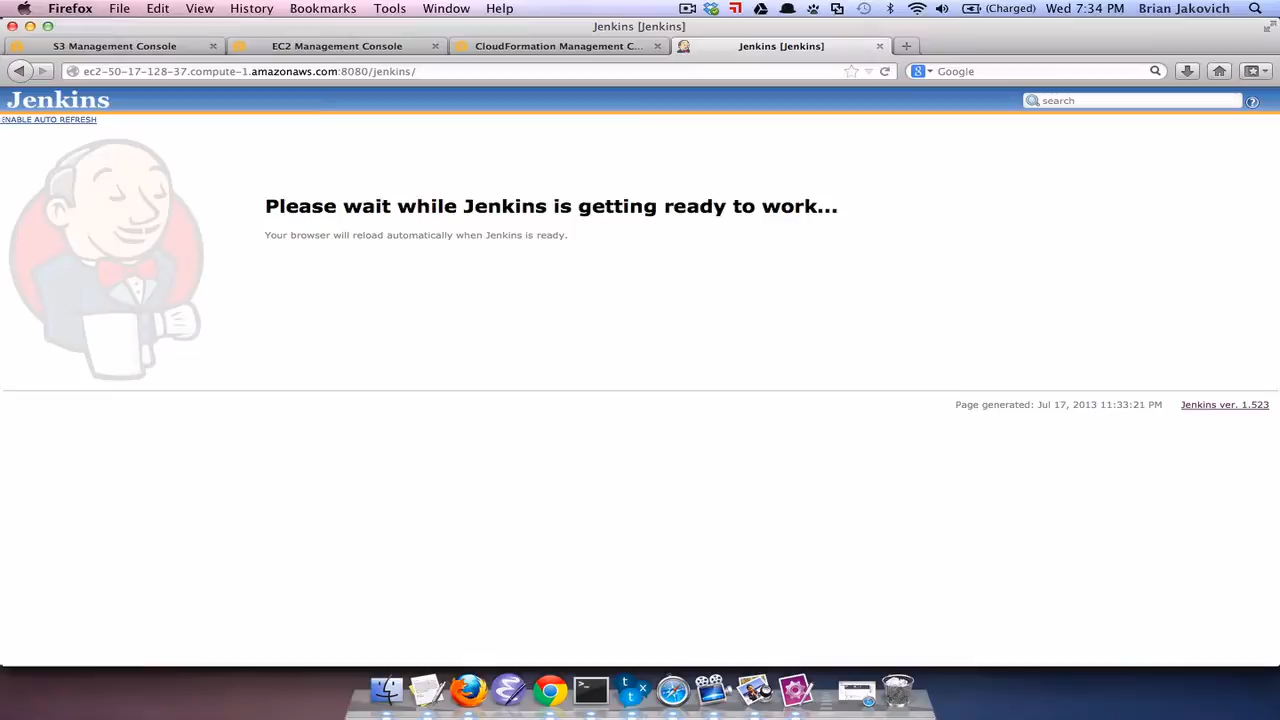 Firefox File Edit View History Bookmarks Tools Window Help (Charged) Wed 7:34 PM Brian Jakovich
Jenkins [Jenkins]
S3 Management Console EC2 Management Console CloudFormation Management C... Jenkins [Jenkins]
ec2-50-17-128-37.compute-1.amazonaws.com:8080/jenkins/ Google
Jenkins search
ENABLE AUTO REFRESH
Please wait while Jenkins is getting ready to work...
Your browser will reload automatically when Jenkins is ready.
Page generated: Jul 17, 2013 11:33:21 PM Jenkins ver. 1.523